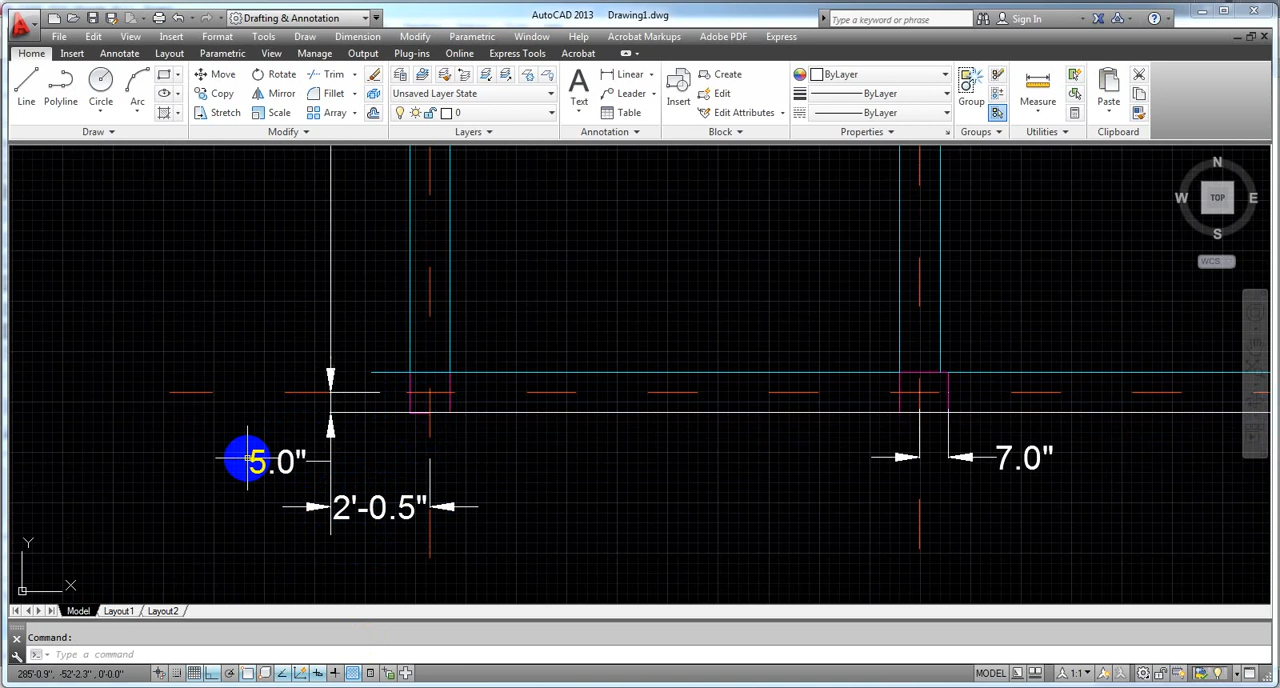 Drafting & Annotation
AutoCAD 2013 Drawing1.dwg
Type a keyword or phrase
Sign In
File Edit View Insert Format Tools Draw Dimension Modify Parametric Window Help Acrobat Markups Adobe PDF Express
Home Insert Annotate Layout Parametric View Manage Output Plug-ins Online Express Tools Acrobat
Line Polyline Circle Arc
Move Rotate Trim
Copy Mirror Fillet
Stretch Scale Array
Unsaved Layer State
0
A
Text
Linear
Leader
Table
Insert
Create
Edit
Edit Attributes
ByLayer
ByLayer
ByLayer
Group
Measure
Paste
Draw Modify Layers Annotation Block Properties Groups Utilities Clipboard
N
W TOP E
S
WCS
5.0"
7.0"
2'-0.5"
Y
X
Model Layout1 Layout2
Command:
Type a command
285'-0.9", -52'-2.3", 0'-0.0"
MODEL
1:1